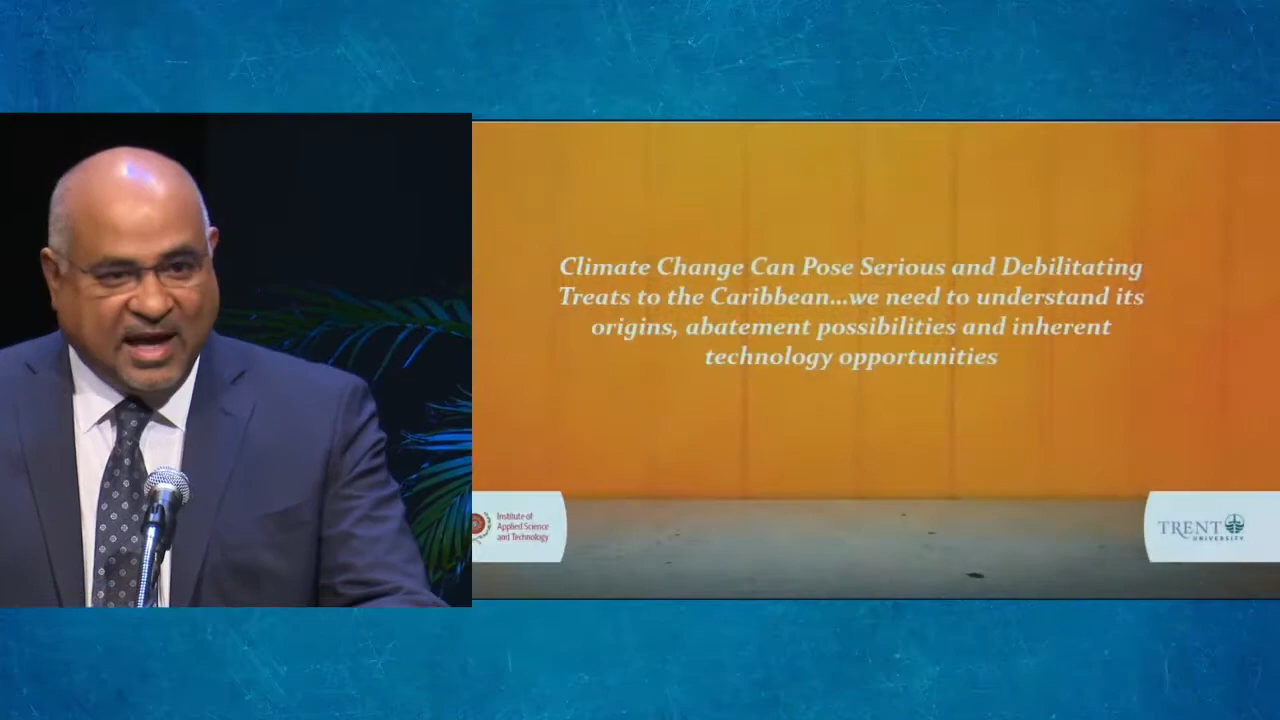 Climate Change Can Pose Serious and Debilitating
Treats to the Caribbean...we need to understand its
origins, abatement possibilities and inherent
technology opportunities
Institute of
Applied Science
and Technology
TRENT
UNIVERSITY